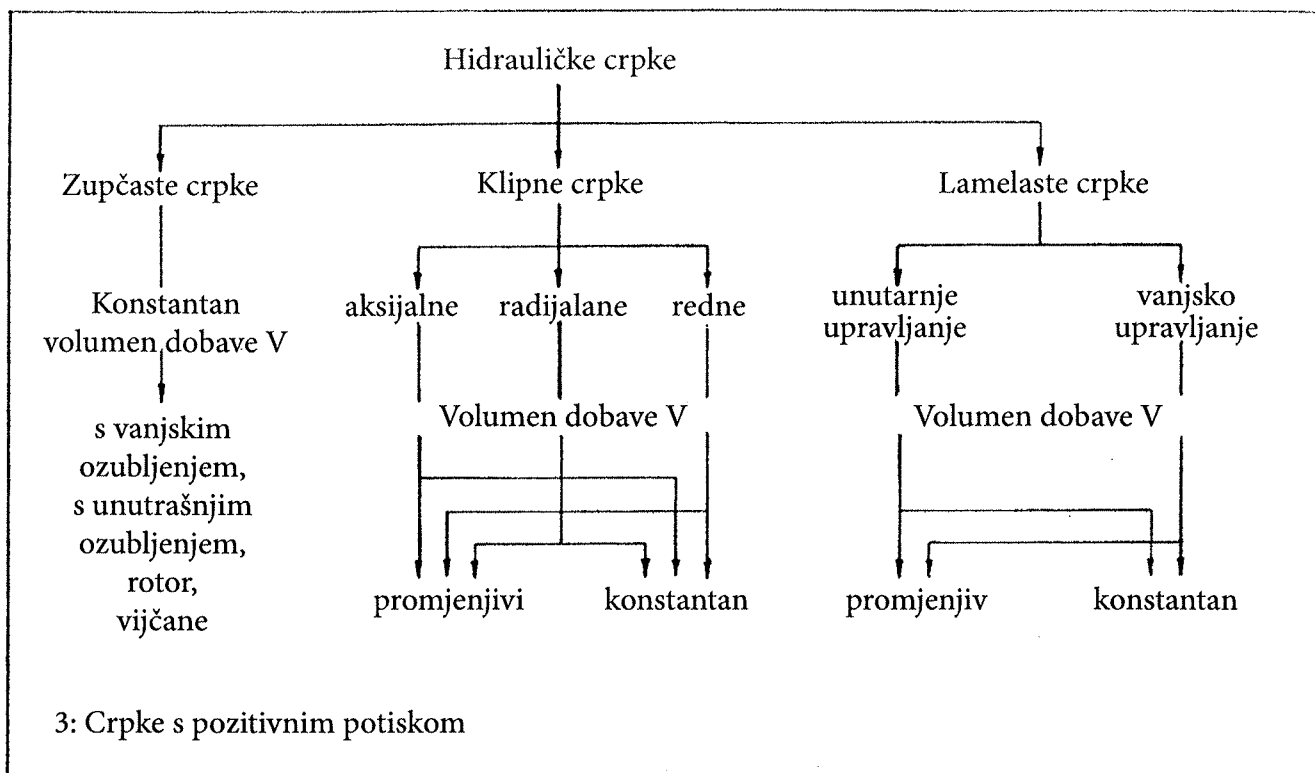 Hidrauličke crpke
Zupčaste crpke
Klipne crpke
Lamelaste crpke
Konstantan
volumen dobave V
aksijalne
radijalane
redne
unutarnje
upravljanje
vanjsko
upravljanje
s vanjskim
ozubljenjem,
s unutrašnjim
ozubljenjem,
rotor,
vijčane
Volumen dobave V
Volumen dobave V
promjenjivi
konstantan
promjenjiv
konstantan
3: Crpke s pozitivnim potiskom